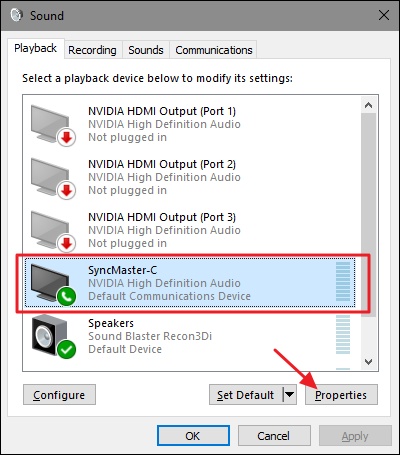 Sound
Playback Recording Sounds Communications
Select a playback device below to modify its settings:
NVIDIA HDMI Output (Port 1)
NVIDIA High Definition Audio
Not plugged in
NVIDIA HDMI Output (Port 2)
NVIDIA High Definition Audio
Not plugged in
NVIDIA HDMI Output (Port 3)
NVIDIA High Definition Audio
Not plugged in
SyncMaster-C
NVIDIA High Definition Audio
Default Communications Device
Speakers
Sound Blaster Recon3Di
Default Device
Configure Set Default Properties
OK Cancel Apply